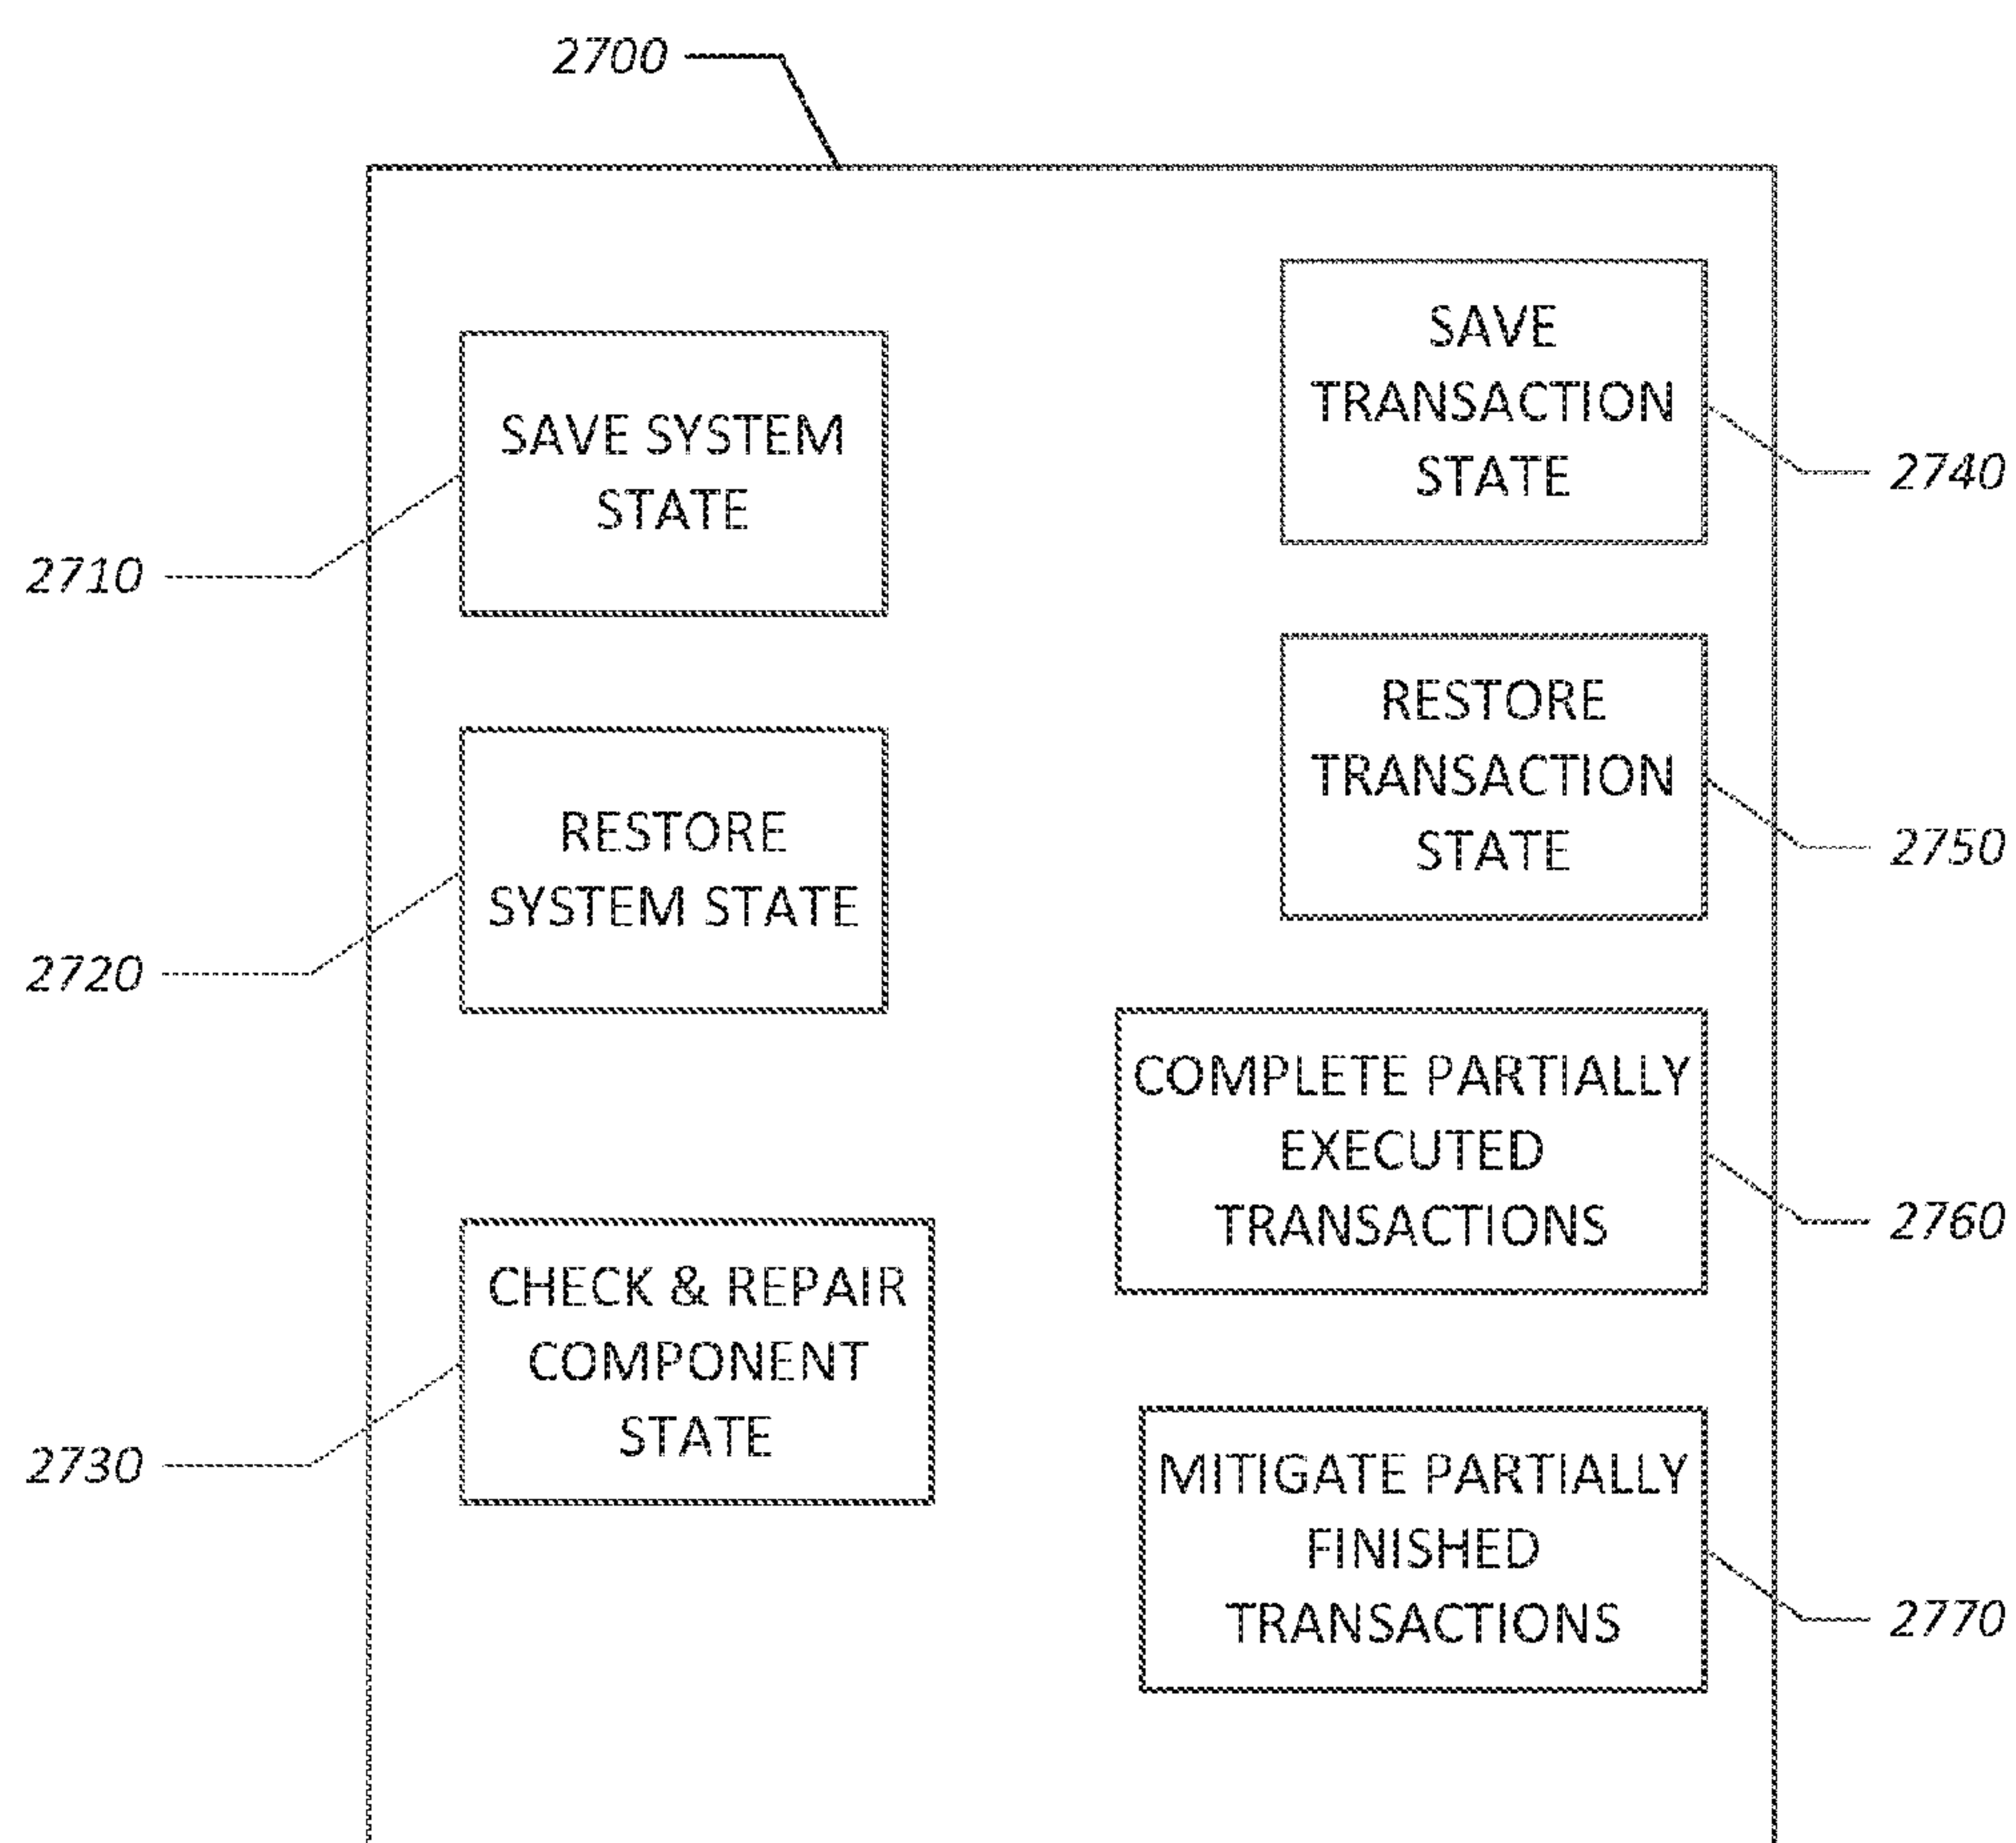 2700
SAVE SYSTEM
STATE
2710
RESTORE
SYSTEM STATE
2720
CHECK & REPAIR
COMPONENT
STATE
2730
SAVE
TRANSACTION
STATE
2740
RESTORE
TRANSACTION
STATE
2750
COMPLETE PARTIALLY
EXECUTED
TRANSACTIONS
2760
MITIGATE PARTIALLY
FINISHED
TRANSACTIONS
2770